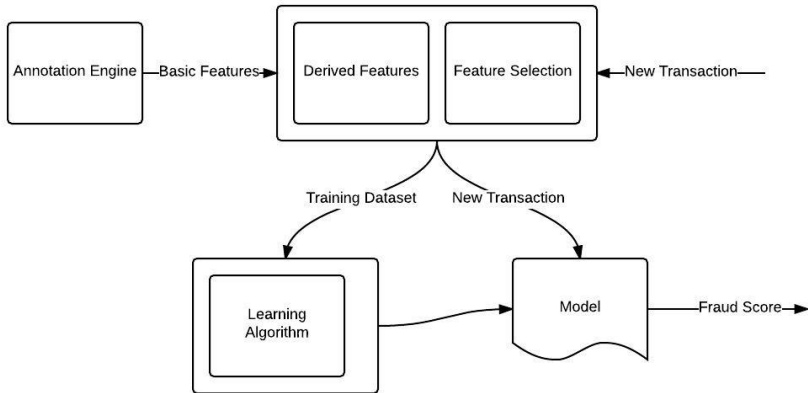 Annotation Engine
Basic Features
Derived Features
Feature Selection
New Transaction
Training Dataset
New Transaction
Learning
Algorithm
Model
Fraud Score